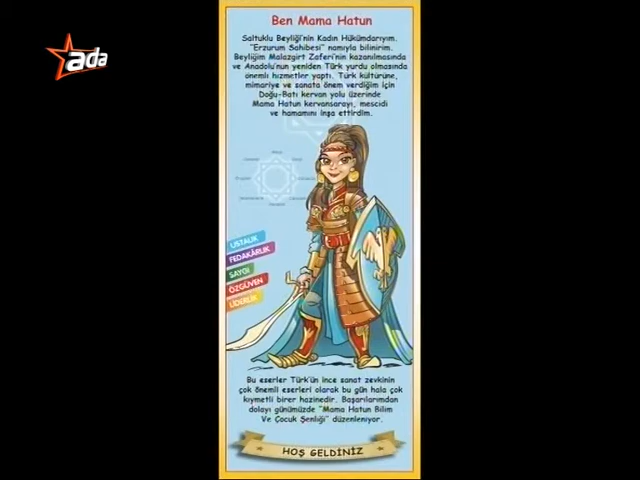 ada
Ben Mama Hatun
Saltuklu Beyliği'nin Kadın Hükümdarıyım.
"Erzurum Sahibesi" namıyla bilinirim.
Beyliğim Malazgirt Zaferi'nin kazanılmasında
ve Anadolu'nun yeniden Türk yurdu olmasında
önemli hizmetler yaptı. Türk kültürüne,
mimariye ve sanata önem verdiğim için
Doğu-Batı kervan yolu üzerinde
Mama Hatun kervansarayı, mescidi
ve hamamını inşa ettirdim.
USTALIK
FEDAKÂRLIK
SAYGI
ÖZGÜVEN
LİDERLİK
Bu eserler Türk'ün ince sanat zevkinin
çok önemli eserleri olarak bu gün hala çok
kıymetli birer hazinedir. Başarılarımdan
dolayı günümüzde "Mama Hatun Bilim
Ve Çocuk Şenliği" düzenleniyor.
HOŞ GELDİNİZ